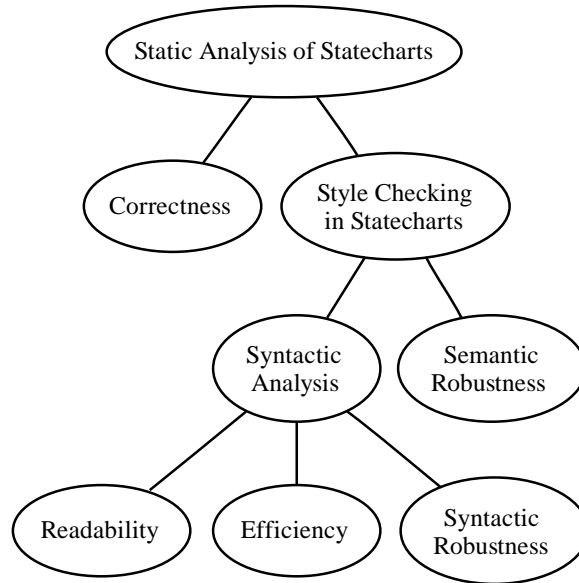 Static Analysis of Statecharts
Correctness
Style Checking
in Statecharts
Syntactic
Analysis
Semantic
Robustness
Readability
Efficiency
Syntactic
Robustness